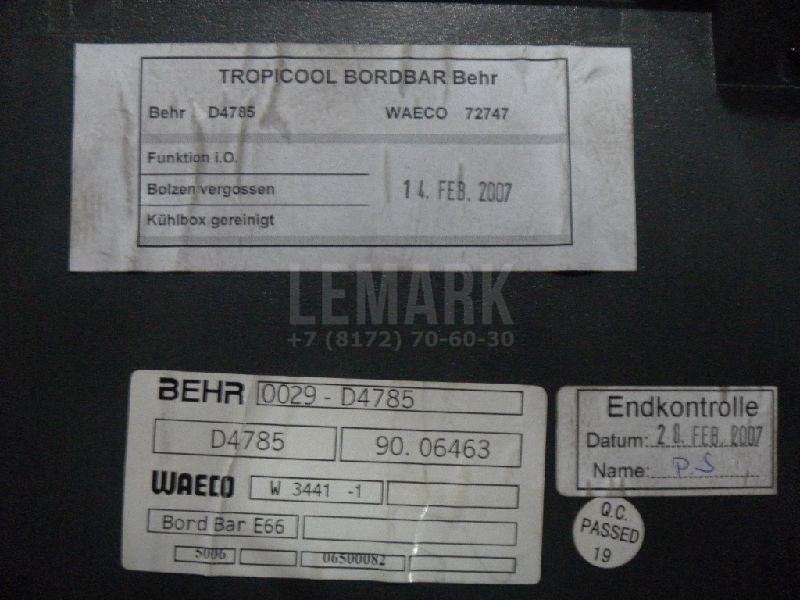 TROPICOOL BORDBAR Behr
Behr D4785 WAECO 72747
Funktion i.O.
Bolzen vergossen 14. FEB. 2007
Kühlbox gereinigt
LEMARK
+7 (8172) 70-60-30
BEHR 0029 - D4785
D4785 90. 06463
WAECO W 3441 -1
Bord Bar E66
5006 06500082
Endkontrolle
Datum: 28. FEB. 2007
Name: P.S
Q.C.
PASSED
19